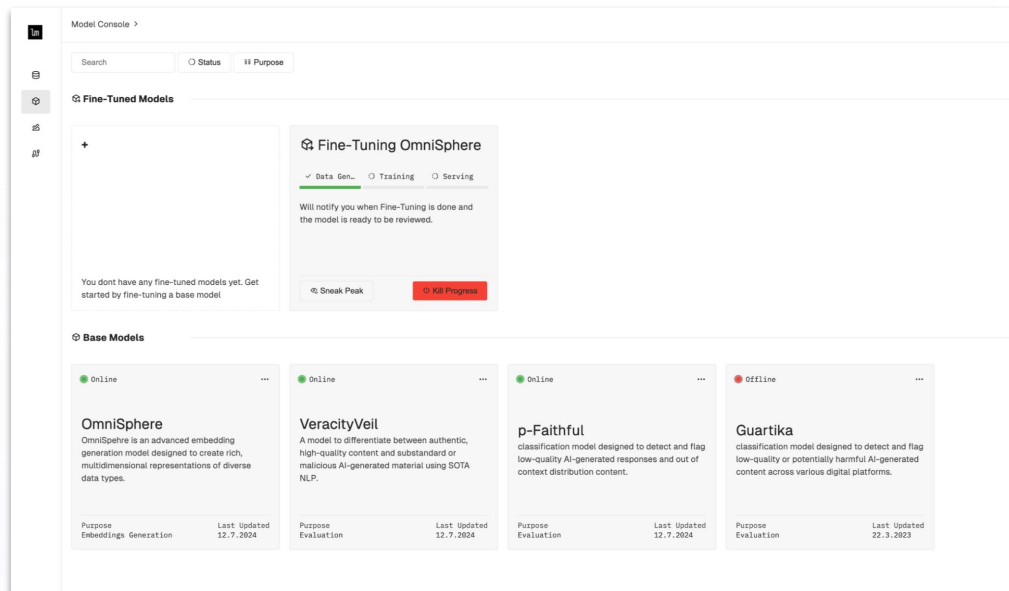 lm
Model Console >
Search
Status
Purpose
Fine-Tuned Models
+
You dont have any fine-tuned models yet. Get
started by fine-tuning a base model
Fine-Tuning OmniSphere
Data Gen…
Training
Serving
Will notify you when Fine-Tuning is done and
the model is ready to be reviewed.
Sneak Peak
Kill Progress
Base Models
Online
...
OmniSphere
OmniSpehre is an advanced embedding
generation model designed to create rich,
multidimensional representations of diverse
data types.
Purpose
Embeddings Generation
Last Updated
12.7.2024
Online
...
VeracityVeil
A model to differentiate between authentic,
high-quality content and substandard or
malicious AI-generated material using SOTA
NLP.
Purpose
Evaluation
Last Updated
12.7.2024
Online
...
p-Faithful
classification model designed to detect and flag
low-quality AI-generated responses and out of
context distribution content.
Purpose
Evaluation
Last Updated
12.7.2024
Offline
...
Guartika
classification model designed to detect and flag
low-quality or potentially harmful AI-generated
content across various digital platforms.
Purpose
Evaluation
Last Updated
22.3.2023